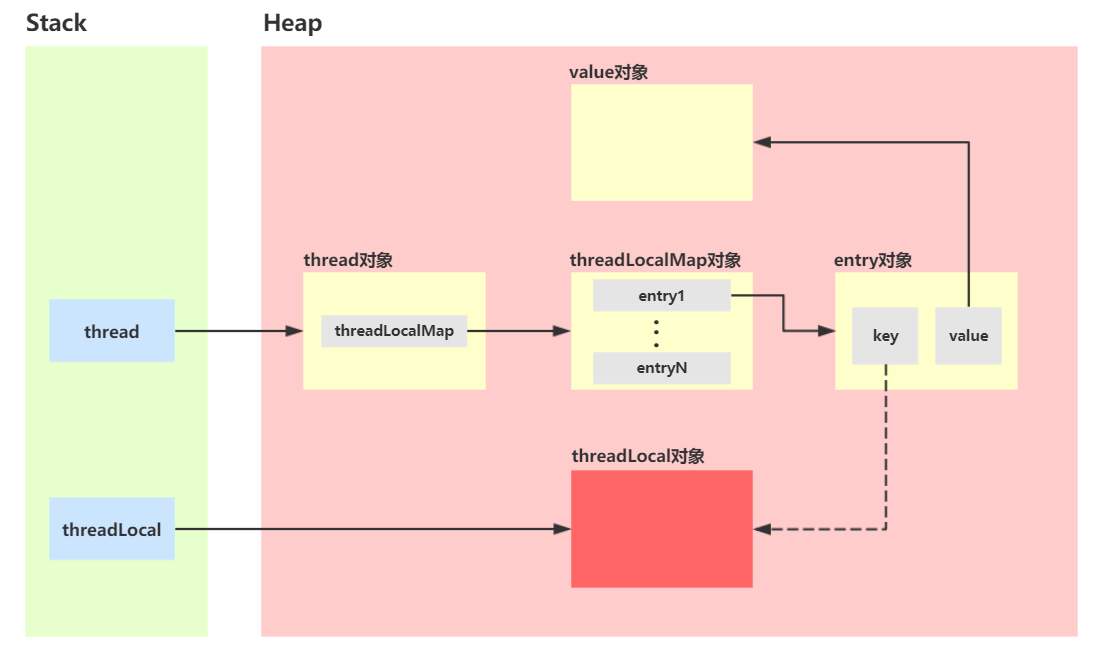 Stack
Heap
value对象
thread对象
threadLocalMap对象
entry对象
entry1
thread
threadLocalMap
key
value
entryN
threadLocal对象
threadLocal